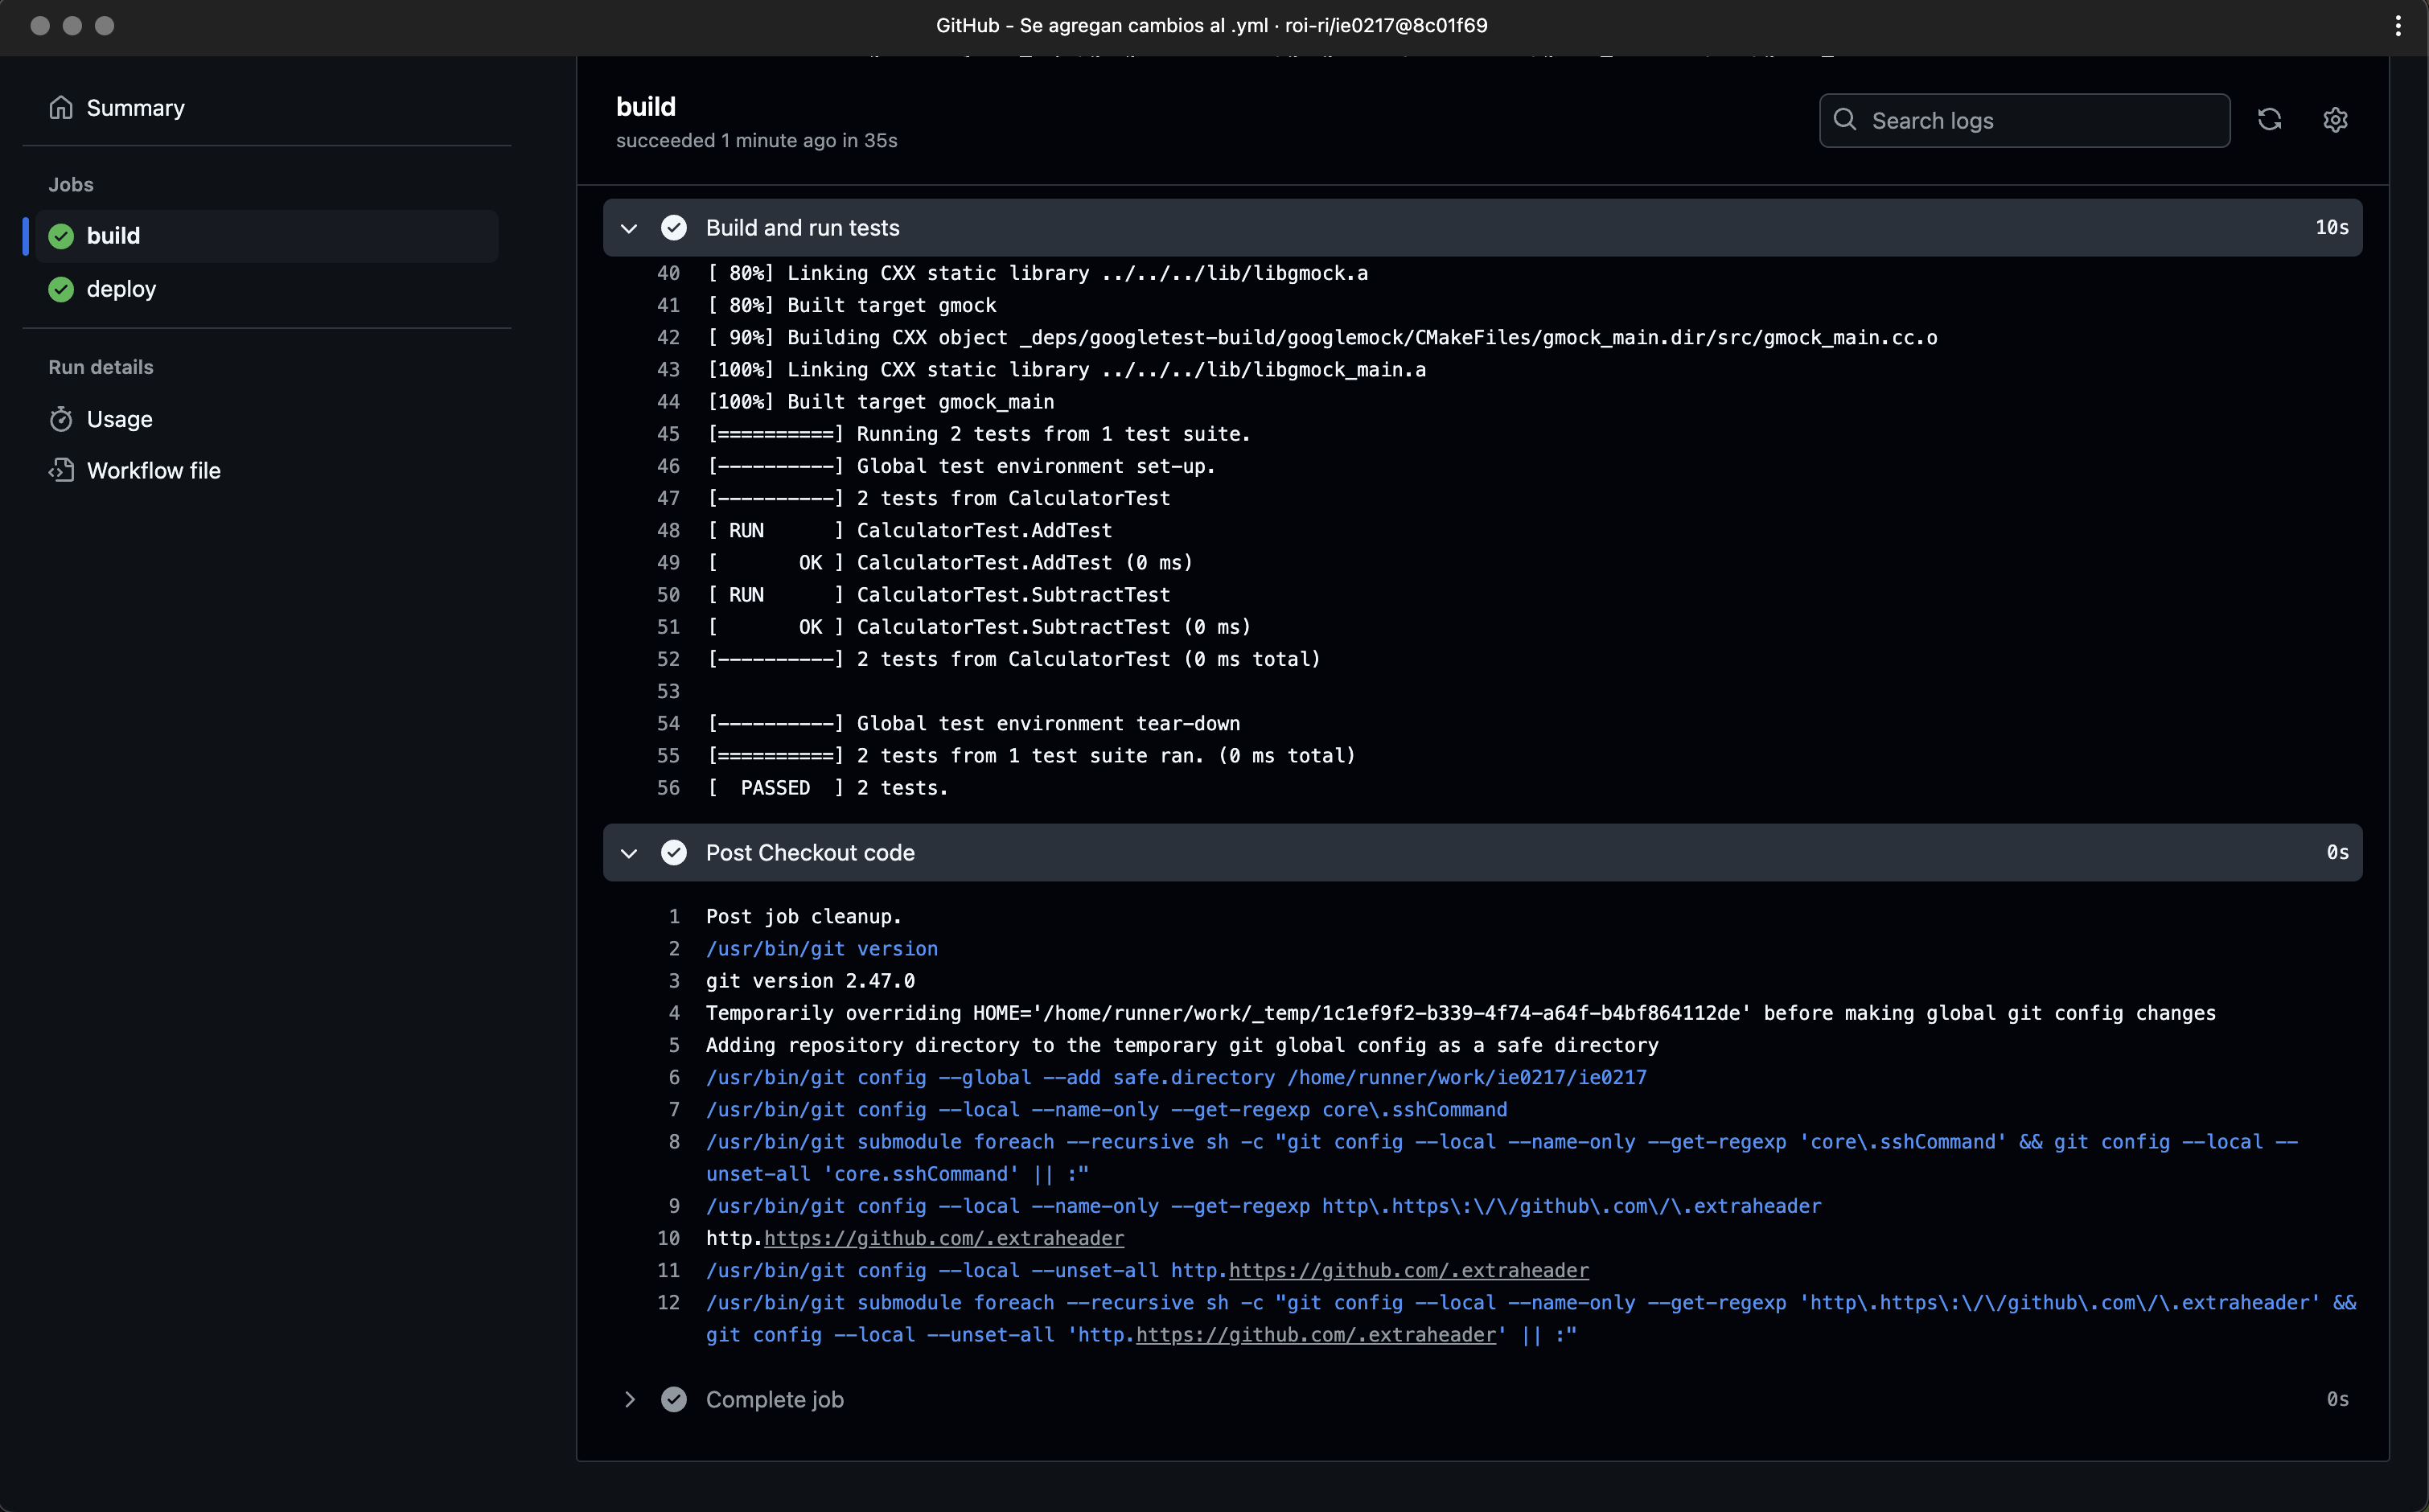 GitHub - Se agregan cambios al .yml · roi-ri/ie0217@8c01f69
Summary
Jobs
build
deploy
Run details
Usage
Workflow file
build
succeeded 1 minute ago in 35s
Search logs
Build and run tests 10s
40 [ 80%] Linking CXX static library ../../../lib/libgmock.a
41 [ 80%] Built target gmock
42 [ 90%] Building CXX object _deps/googletest-build/googlemock/CMakeFiles/gmock_main.dir/src/gmock_main.cc.o
43 [100%] Linking CXX static library ../../../lib/libgmock_main.a
44 [100%] Built target gmock_main
45 [==========] Running 2 tests from 1 test suite.
46 [----------] Global test environment set-up.
47 [----------] 2 tests from CalculatorTest
48 [ RUN      ] CalculatorTest.AddTest
49 [       OK ] CalculatorTest.AddTest (0 ms)
50 [ RUN      ] CalculatorTest.SubtractTest
51 [       OK ] CalculatorTest.SubtractTest (0 ms)
52 [----------] 2 tests from CalculatorTest (0 ms total)
53
54 [----------] Global test environment tear-down
55 [==========] 2 tests from 1 test suite ran. (0 ms total)
56 [  PASSED  ] 2 tests.
Post Checkout code 0s
1 Post job cleanup.
2 /usr/bin/git version
3 git version 2.47.0
4 Temporarily overriding HOME='/home/runner/work/_temp/1c1ef9f2-b339-4f74-a64f-b4bf864112de' before making global git config changes
5 Adding repository directory to the temporary git global config as a safe directory
6 /usr/bin/git config --global --add safe.directory /home/runner/work/ie0217/ie0217
7 /usr/bin/git config --local --name-only --get-regexp core\.sshCommand
8 /usr/bin/git submodule foreach --recursive sh -c "git config --local --name-only --get-regexp 'core\.sshCommand' && git config --local --
unset-all 'core.sshCommand' || :"
9 /usr/bin/git config --local --name-only --get-regexp http\.https\:\/\/github\.com\/\.extraheader
10 http.https://github.com/.extraheader
11 /usr/bin/git config --local --unset-all http.https://github.com/.extraheader
12 /usr/bin/git submodule foreach --recursive sh -c "git config --local --name-only --get-regexp 'http\.https\:\/\/github\.com\/\.extraheader' &&
git config --local --unset-all 'http.https://github.com/.extraheader' || :"
Complete job 0s